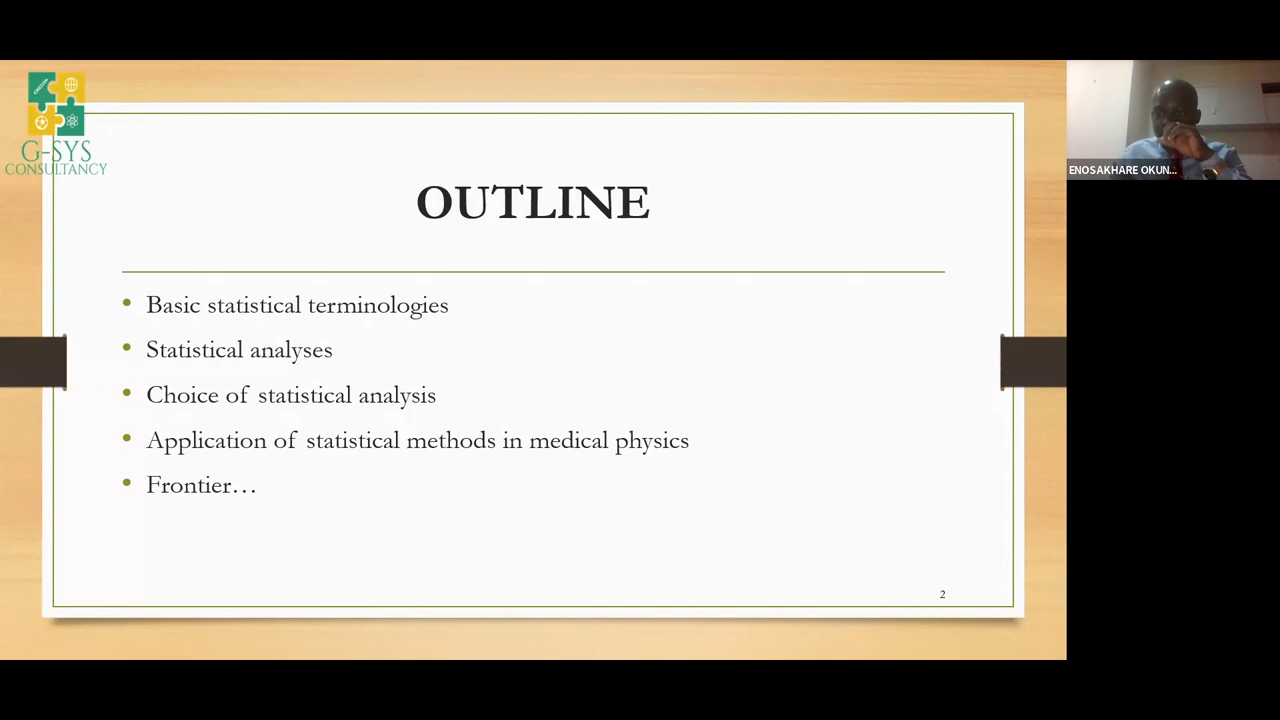 G-SYS
CONSULTANCY
OUTLINE
• Basic statistical terminologies
• Statistical analyses
• Choice of statistical analysis
• Application of statistical methods in medical physics
• Frontier…
2
ENOSAKHARE OKUN...